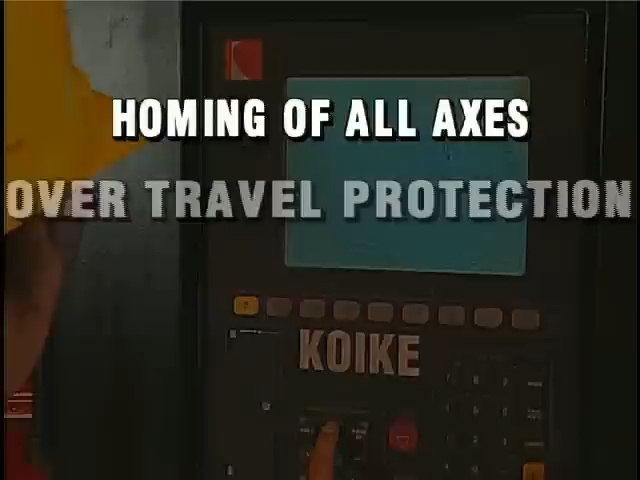 HOMING OF ALL AXES
OVER TRAVEL PROTECTION
KOIKE